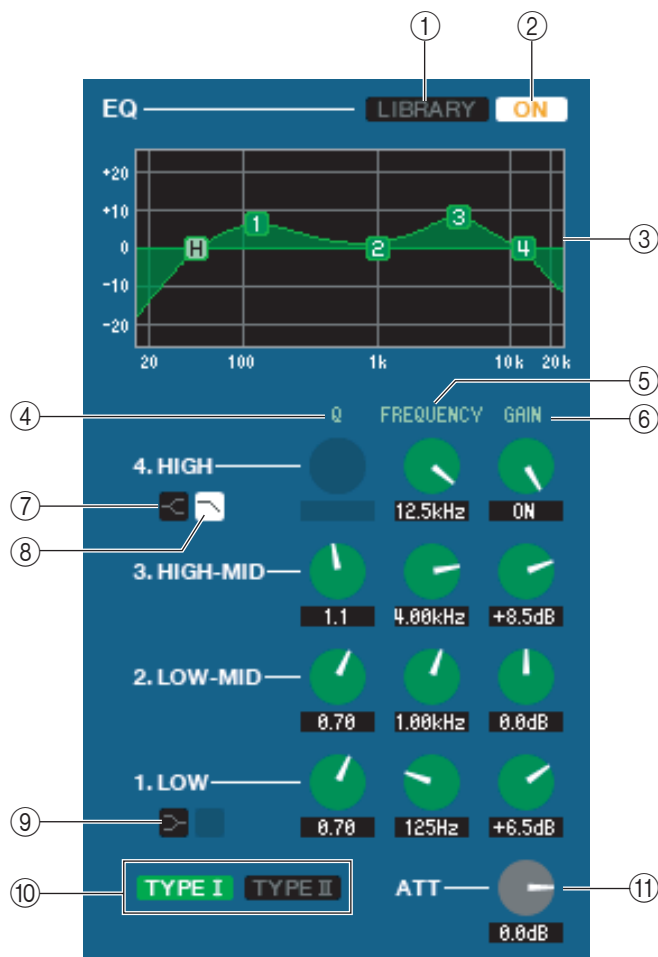 ① ②
EQ LIBRARY ON
+20
+10
0
-10
-20
H 1 2 3 4
③
20 100 1k 10k 20k
④ ⑤ ⑥
Q FREQUENCY GAIN
4. HIGH
⑦
⑧
12.5kHz ON
3. HIGH-MID
1.1 4.00kHz +8.5dB
2. LOW-MID
0.70 1.00kHz 0.0dB
1. LOW
⑨
0.70 125Hz +6.5dB
⑩ TYPE I TYPE II ATT ⑪
0.0dB